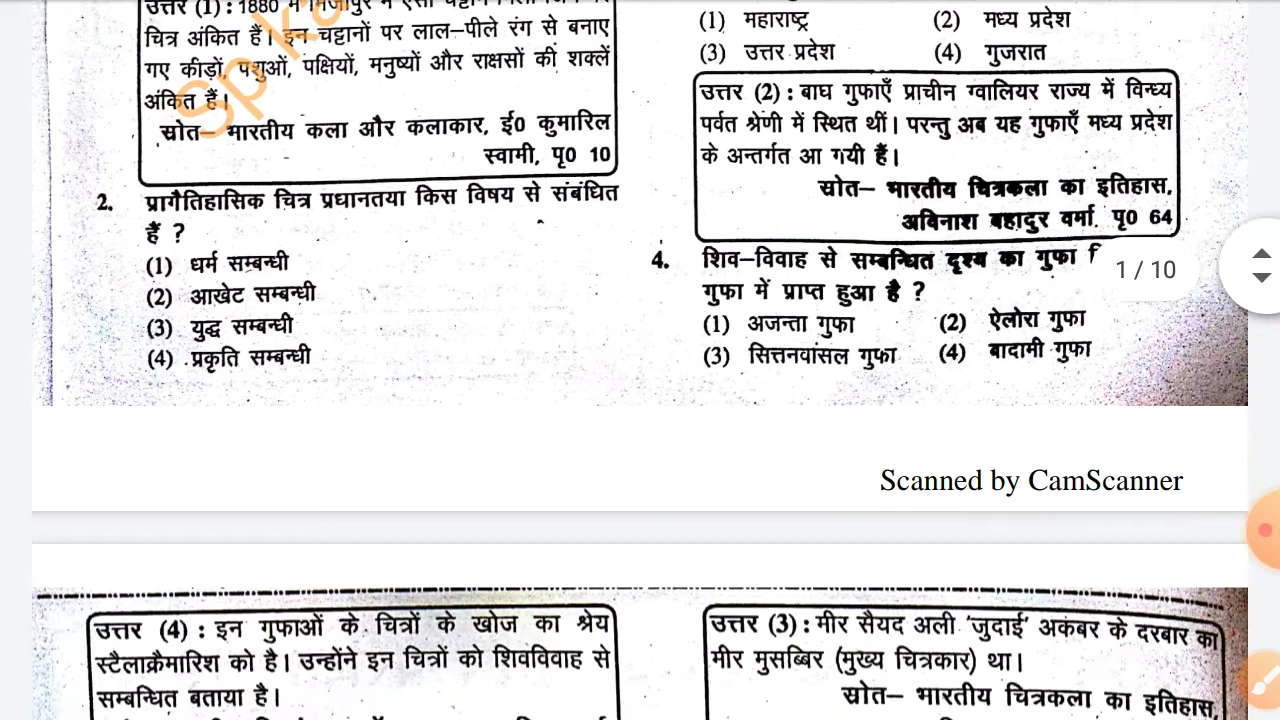 उत्तर (1) : 1880 में मिर्जापुर में ऐसी
चित्र अंकित हैं। इन चट्टानों पर लाल–पीले रंग से बनाए
गए कीड़ों, पशुओं, पक्षियों, मनुष्यों और राक्षसों की शक्लें
अंकित हैं।
स्रोत– भारतीय कला और कलाकार, ई0 कुमारिल
स्वामी, पृ0 10
2. प्रागैतिहासिक चित्र प्रधानतया किस विषय से संबंधित
हैं ?
(1) धर्म सम्बन्धी
(2) आखेट सम्बन्धी
(3) युद्ध सम्बन्धी
(4) प्रकृति सम्बन्धी
(1) महाराष्ट्र (2) मध्य प्रदेश
(3) उत्तर प्रदेश (4) गुजरात
उत्तर (2) : बाघ गुफाएँ प्राचीन ग्वालियर राज्य में विन्ध्य
पर्वत श्रेणी में स्थित थीं। परन्तु अब यह गुफाएँ मध्य प्रदेश
के अन्तर्गत आ गयी हैं।
स्रोत– भारतीय चित्रकला का इतिहास,
अविनाश बहादुर वर्मा, पृ0 64
4. शिव–विवाह से सम्बन्धित दृश्य का गुफा
गुफा में प्राप्त हुआ है ?
(1) अजन्ता गुफा (2) ऐलोरा गुफा
(3) सित्तनवांसल गुफा (4) बादामी गुफा
1 / 10
Scanned by CamScanner
उत्तर (4) : इन गुफाओं के चित्रों के खोज का श्रेय
स्टैलाक्रैमारिश को है। उन्होंने इन चित्रों को शिवविवाह से
सम्बन्धित बताया है।
उत्तर (3) : मीर सैयद अली 'जुदाई' अकबर के दरबार का
मीर मुसब्बिर (मुख्य चित्रकार) था।
स्रोत– भारतीय चित्रकला का इतिहास,